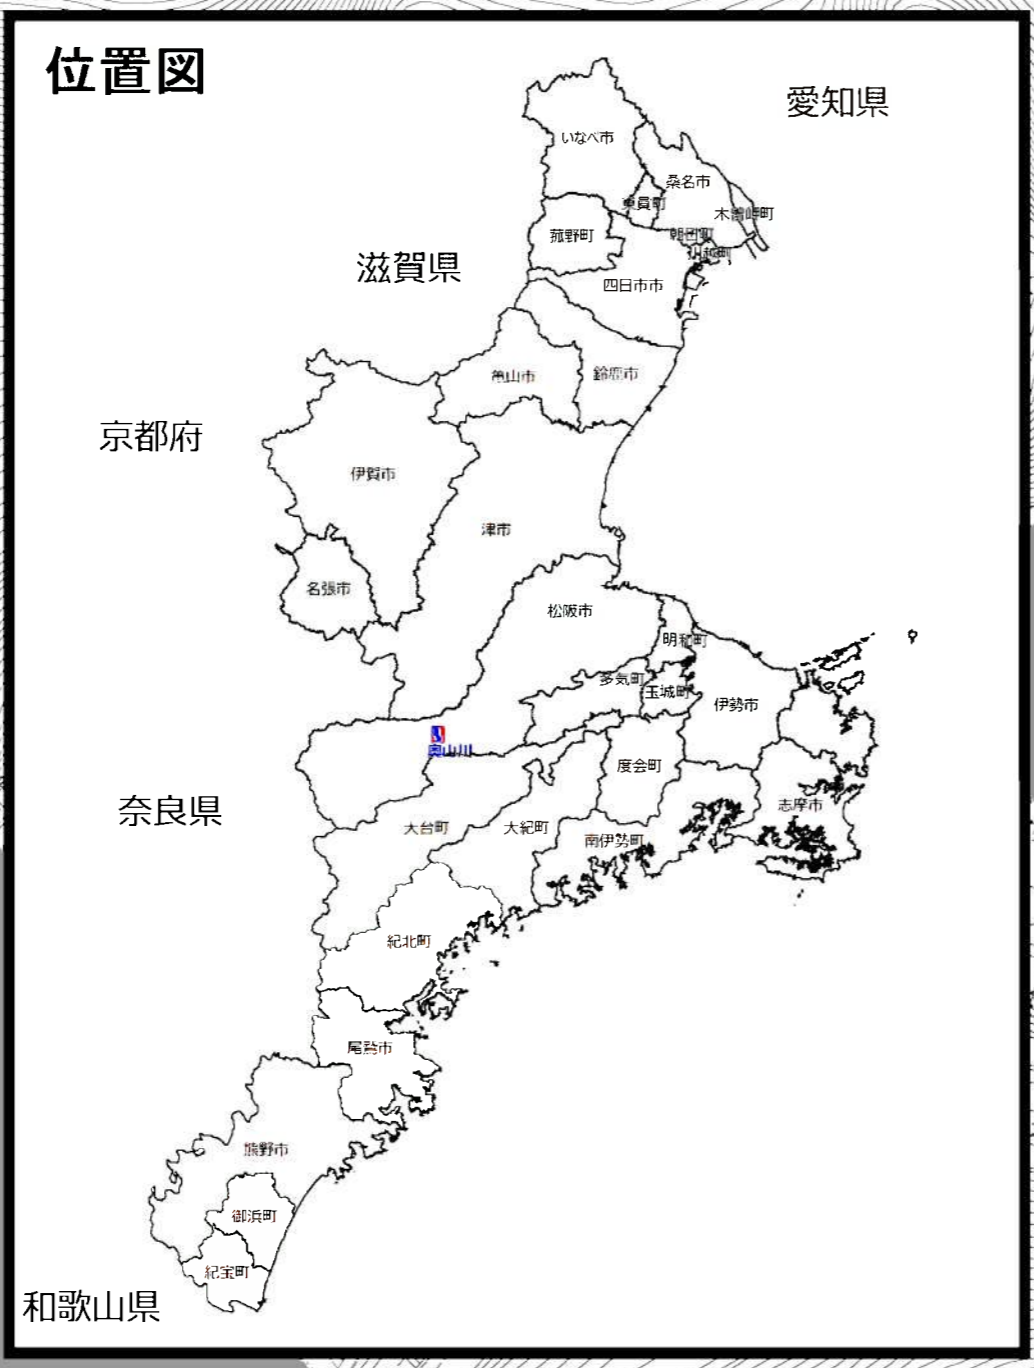 位置図
愛知県
いなべ市
桑名市
東員町
木曽岬町
菰野町
朝日町
川越町
滋賀県
四日市市
亀山市
鈴鹿市
京都府
伊賀市
津市
名張市
松阪市
明和町
多気町
玉城町
伊勢市
奥山川
度会町
奈良県
志摩市
大台町
大紀町
南伊勢町
紀北町
尾鷲市
熊野市
御浜町
紀宝町
和歌山県